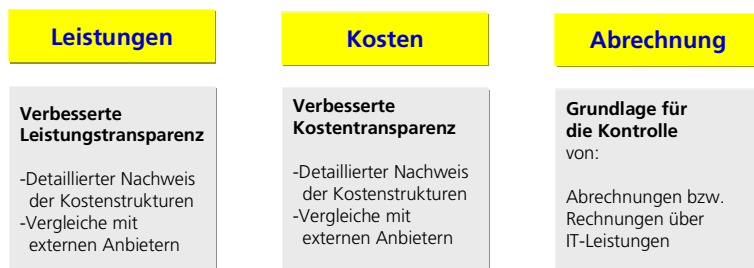 Leistungen
Verbesserte
Leistungstransparenz
-Detaillierter Nachweis
der Kostenstrukturen
-Vergleiche mit
externen Anbietern
Kosten
Verbesserte
Kostentransparenz
-Detaillierter Nachweis
der Kostenstrukturen
-Vergleiche mit
externen Anbietern
Abrechnung
Grundlage für
die Kontrolle
von:
Abrechnungen bzw.
Rechnungen über
IT-Leistungen